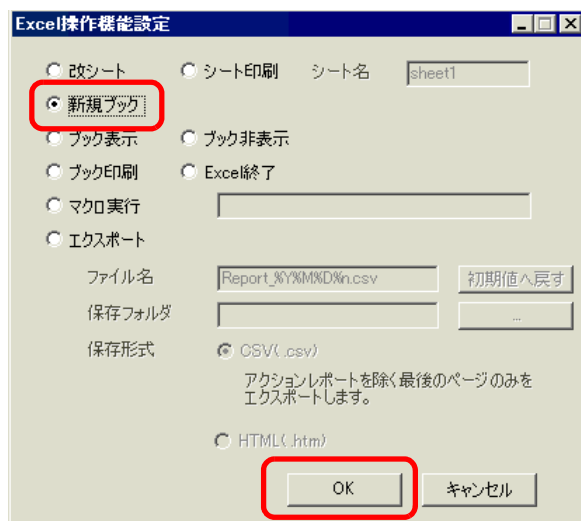 Excel操作機能設定
改シート シート印刷 シート名 sheet1
新規ブック
ブック表示 ブック非表示
ブック印刷 Excel終了
マクロ実行
エクスポート
ファイル名 Report_%Y%M%D%n.csv 初期値へ戻す
保存フォルダ ...
保存形式 CSV(.csv)
アクションレポートを除く最後のページのみを
エクスポートします。
HTML(.htm)
OK キャンセル